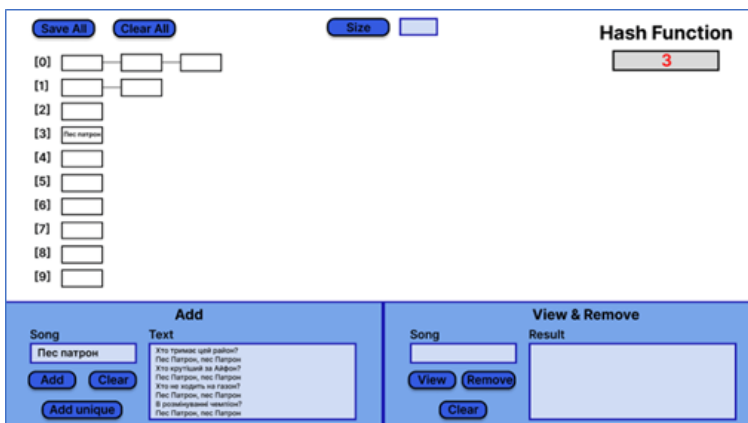 Save All Clear All Size Hash Function
3
[0]
[1]
[2]
[3] Пес патрон
[4]
[5]
[6]
[7]
[8]
[9]
Add
Song Text
Пес патрон
Add Clear
Add unique
Хто тримає цей район?
Пес Патрон, пес Патрон
Хто крутіший за Айфон?
Пес Патрон, пес Патрон
Хто не ходить на газон?
Пес Патрон, пес Патрон
В розмінуванні чемпіон?
Пес Патрон, пес Патрон
View & Remove
Song Result
View Remove
Clear